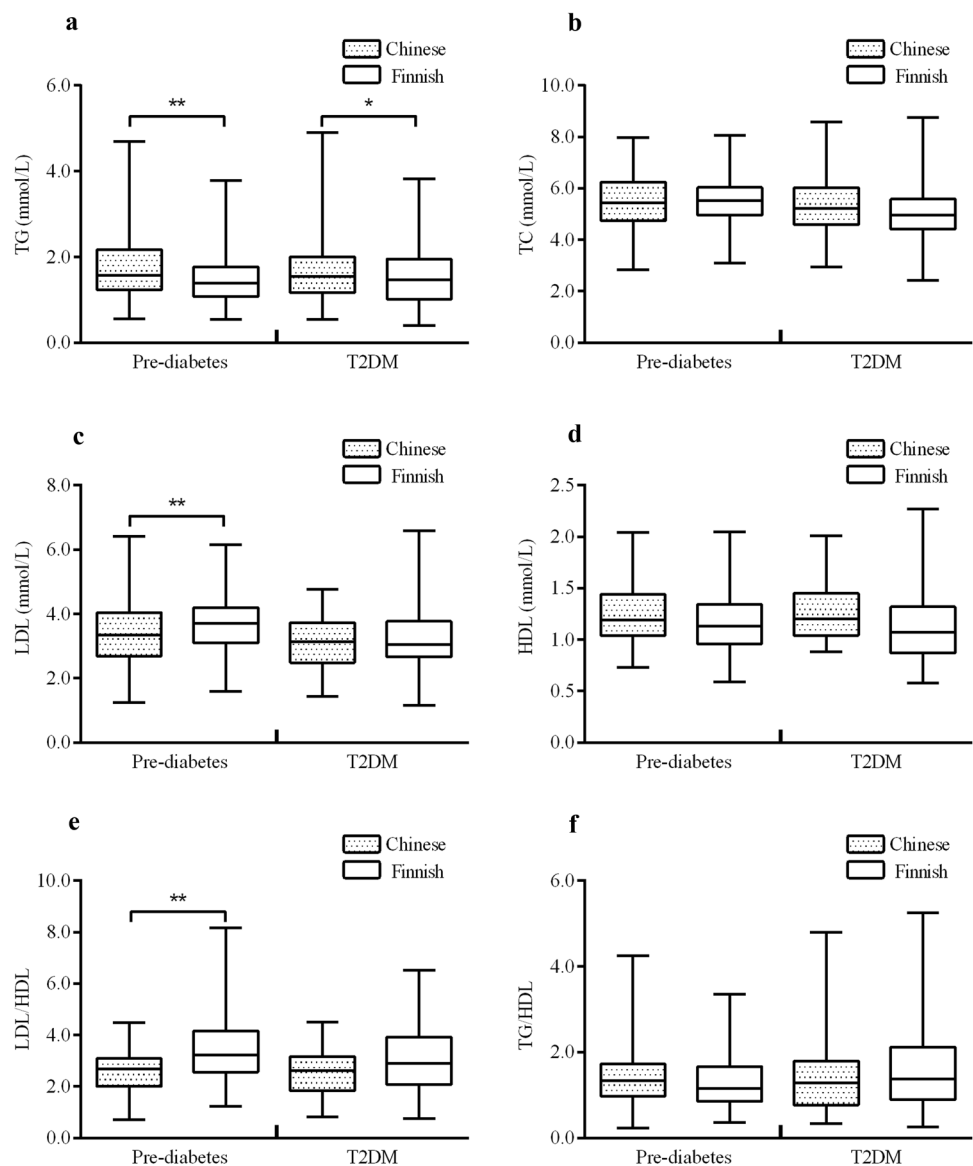 a
Chinese
Finnish
6.0
4.0
2.0
0.0
TG (mmol/L)
**
*
Pre-diabetes
T2DM
b
Chinese
Finnish
10.0
8.0
6.0
4.0
2.0
0.0
TC (mmol/L)
Pre-diabetes
T2DM
c
Chinese
Finnish
8.0
6.0
4.0
2.0
0.0
LDL (mmol/L)
**
Pre-diabetes
T2DM
d
Chinese
Finnish
2.5
2.0
1.5
1.0
0.5
0.0
HDL (mmol/L)
Pre-diabetes
T2DM
e
Chinese
Finnish
10.0
8.0
6.0
4.0
2.0
0.0
LDL/HDL
**
Pre-diabetes
T2DM
f
Chinese
Finnish
6.0
4.0
2.0
0.0
TG/HDL
Pre-diabetes
T2DM